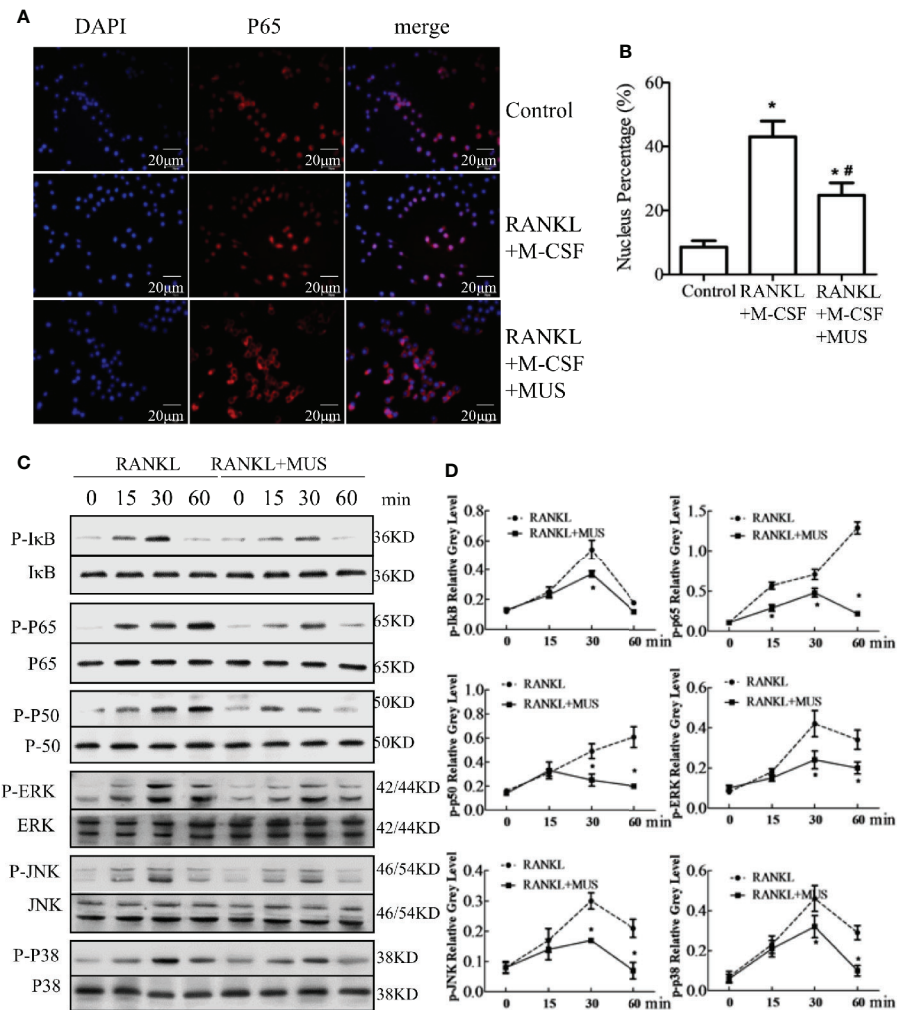 A
DAPI P65 merge
20μm 20μm 20μm
Control
20μm 20μm 20μm
RANKL
+M-CSF
20μm 20μm 20μm
RANKL
+M-CSF
+MUS
B
Nucleus Percentage (%)
60
40
20
0
*
* #
Control RANKL
+M-CSF
RANKL
+M-CSF
+MUS
C
RANKL RANKL+MUS
0 15 30 60 0 15 30 60 min
P-IκB 36KD
IκB 36KD
P-P65 65KD
P65 65KD
P-P50 50KD
P-50 50KD
P-ERK 42/44KD
ERK 42/44KD
P-JNK 46/54KD
JNK 46/54KD
P-P38 38KD
P38 38KD
D
p-IkB Relative Grey Level
0.8
0.6
0.4
0.2
0.0
RANKL
RANKL+MUS
*
0 15 30 60 min
p-p65 Relative Grey Level
1.5
1.0
0.5
0.0
RANKL
RANKL+MUS
* * *
0 15 30 60 min
p-p50 Relative Grey Level
0.8
0.6
0.4
0.2
0.0
RANKL
RANKL+MUS
* *
0 15 30 60 min
p-ERK Relative Grey Level
0.6
0.4
0.2
0.0
RANKL
RANKL+MUS
* *
0 15 30 60 min
p-JNK Relative Grey Level
0.4
0.3
0.2
0.1
0.0
RANKL
RANKL+MUS
* *
0 15 30 60 min
p-p38 Relative Grey Level
0.6
0.4
0.2
0.0
RANKL
RANKL+MUS
* *
0 15 30 60 min